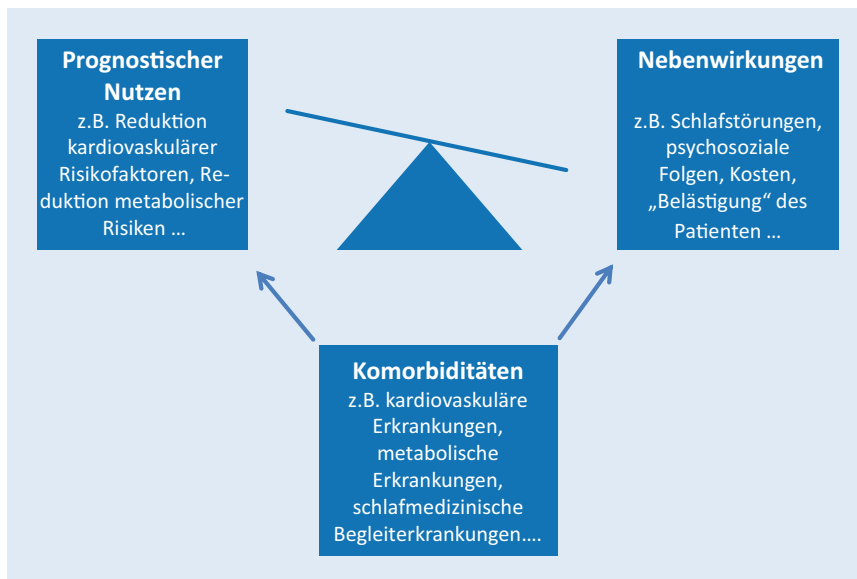 Prognostischer
Nutzen
z.B. Reduktion
kardiovaskulärer
Risikofaktoren, Re-
duktion metabolischer
Risiken ...
Nebenwirkungen
z.B. Schlafstörungen,
psychosoziale
Folgen, Kosten,
„Belästigung“ des
Patienten ...
Komorbiditäten
z.B. kardiovaskuläre
Erkrankungen,
metabolische
Erkrankungen,
schlafmedizinische
Begleiterkrankungen....